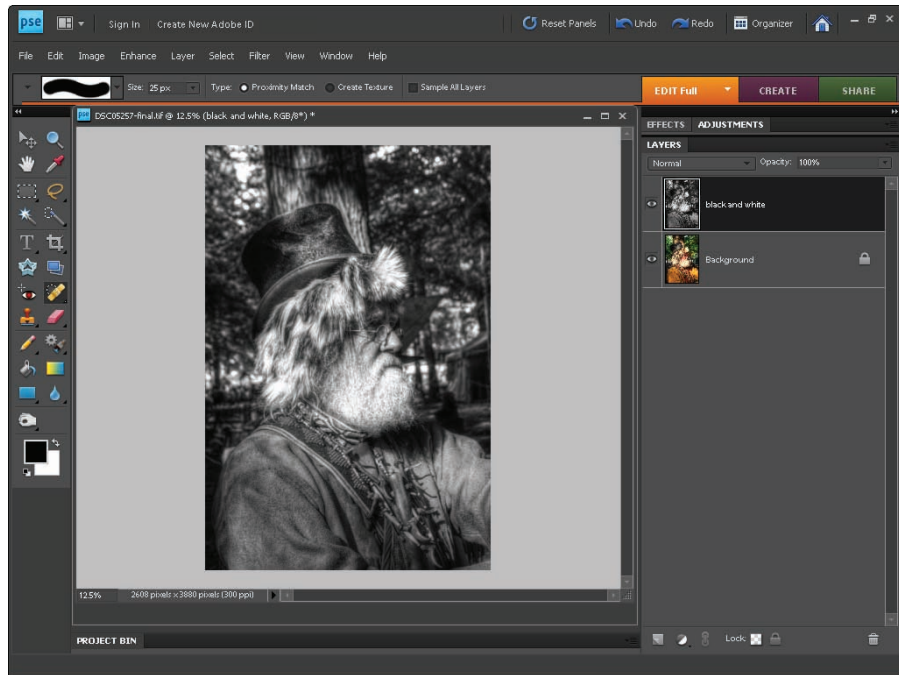 pse Sign In Create New Adobe ID Reset Panels Undo Redo Organizer
File Edit Image Enhance Layer Select Filter View Window Help
Size: 25 px Type: Proximity Match Create Texture Sample All Layers EDIT Full CREATE SHARE
pse DSC05257-final.tif @ 12.5% (black and white, RGB/8*) *
EFFECTS ADJUSTMENTS
LAYERS
Normal Opacity: 100%
black and white
Background
T
12.5% 2608 pixels x 3880 pixels (300 ppi)
PROJECT BIN Lock: